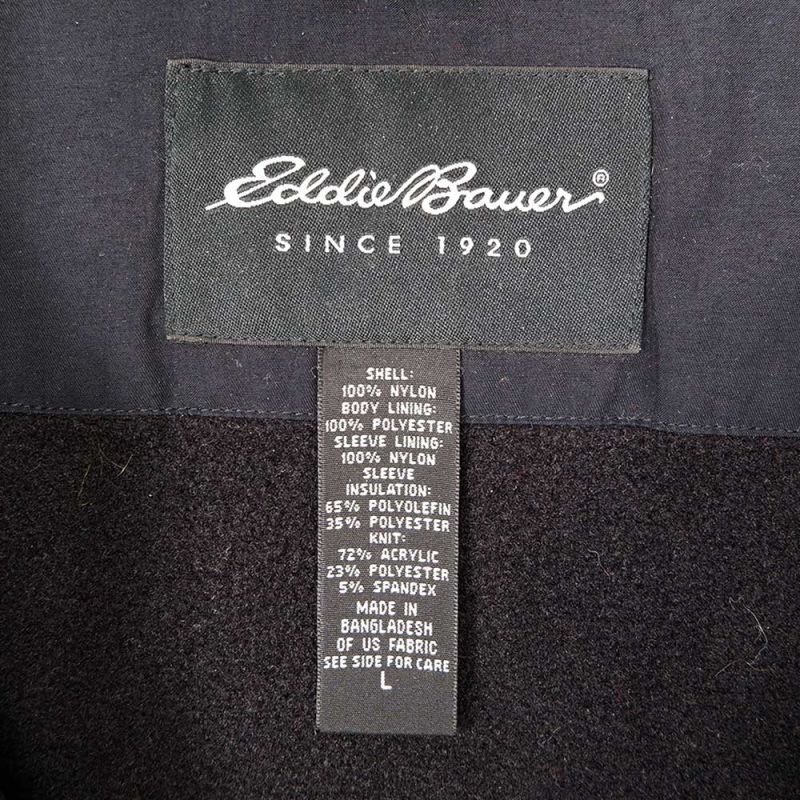 Eddie Bauer®
SINCE 1920
SHELL:
100% NYLON
BODY LINING:
100% POLYESTER
SLEEVE LINING:
100% NYLON
SLEEVE
INSULATION:
65% POLYOLEFIN
35% POLYESTER
KNIT:
72% ACRYLIC
23% POLYESTER
5% SPANDEX
MADE IN
BANGLADESH
OF US FABRIC
SEE SIDE FOR CARE
L